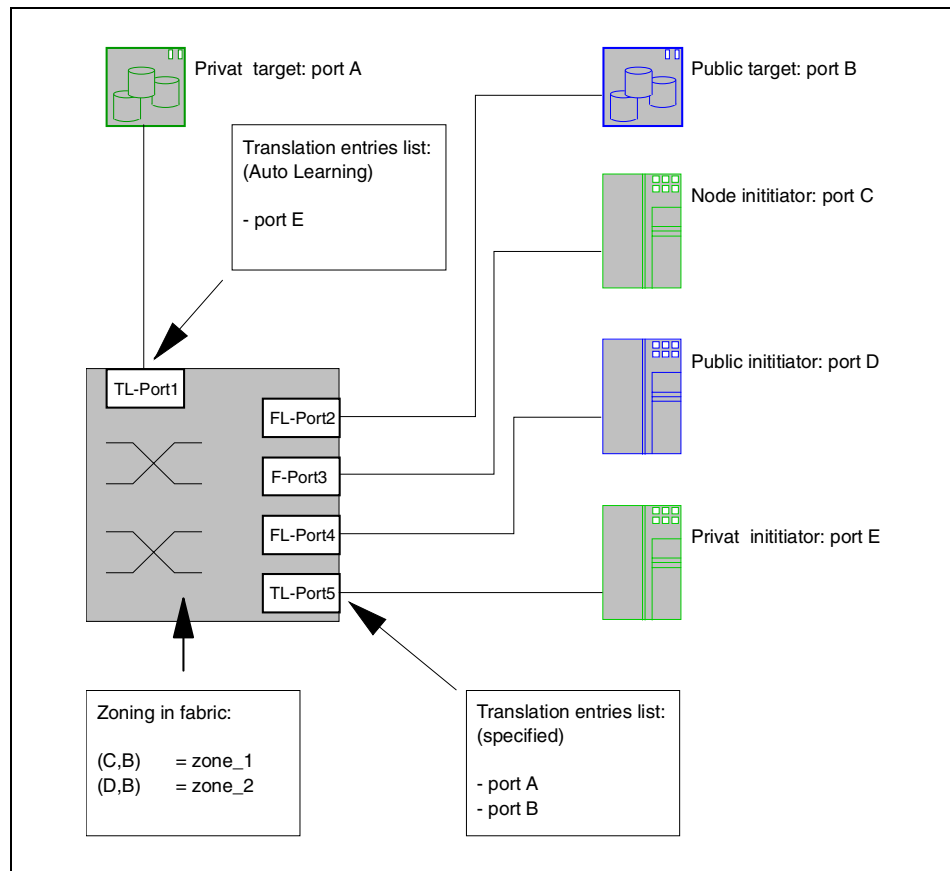 Privat target: port A
Public target: port B
Translation entries list:
(Auto Learning)
- port E
Node inititiator: port C
Public inititiator: port D
TL-Port1
FL-Port2
F-Port3
FL-Port4
TL-Port5
Privat inititiator: port E
Zoning in fabric:
(C,B) = zone_1
(D,B) = zone_2
Translation entries list:
(specified)
- port A
- port B